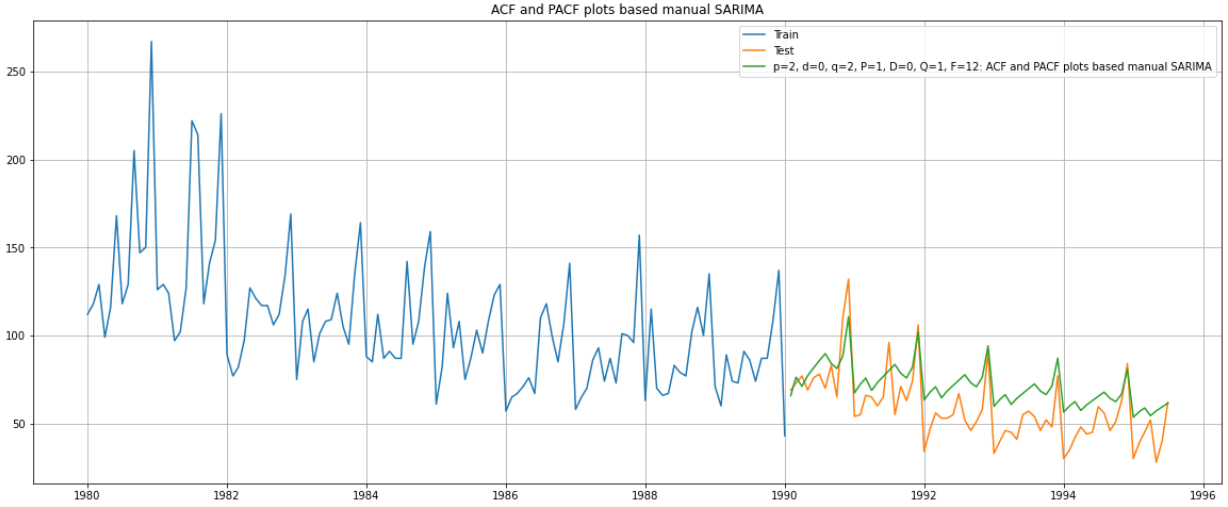 ACF and PACF plots based manual SARIMA
Train
Test
p=2, d=0, q=2, P=1, D=0, Q=1, F=12: ACF and PACF plots based manual SARIMA
250
200
150
100
50
1980 1982 1984 1986 1988 1990 1992 1994 1996